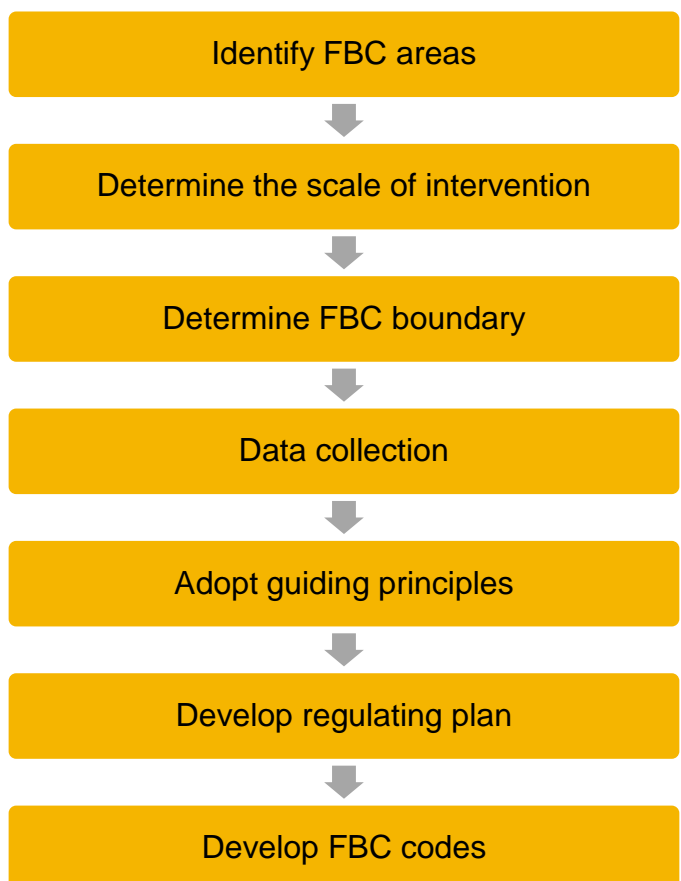 Identify FBC areas
Determine the scale of intervention
Determine FBC boundary
Data collection
Adopt guiding principles
Develop regulating plan
Develop FBC codes